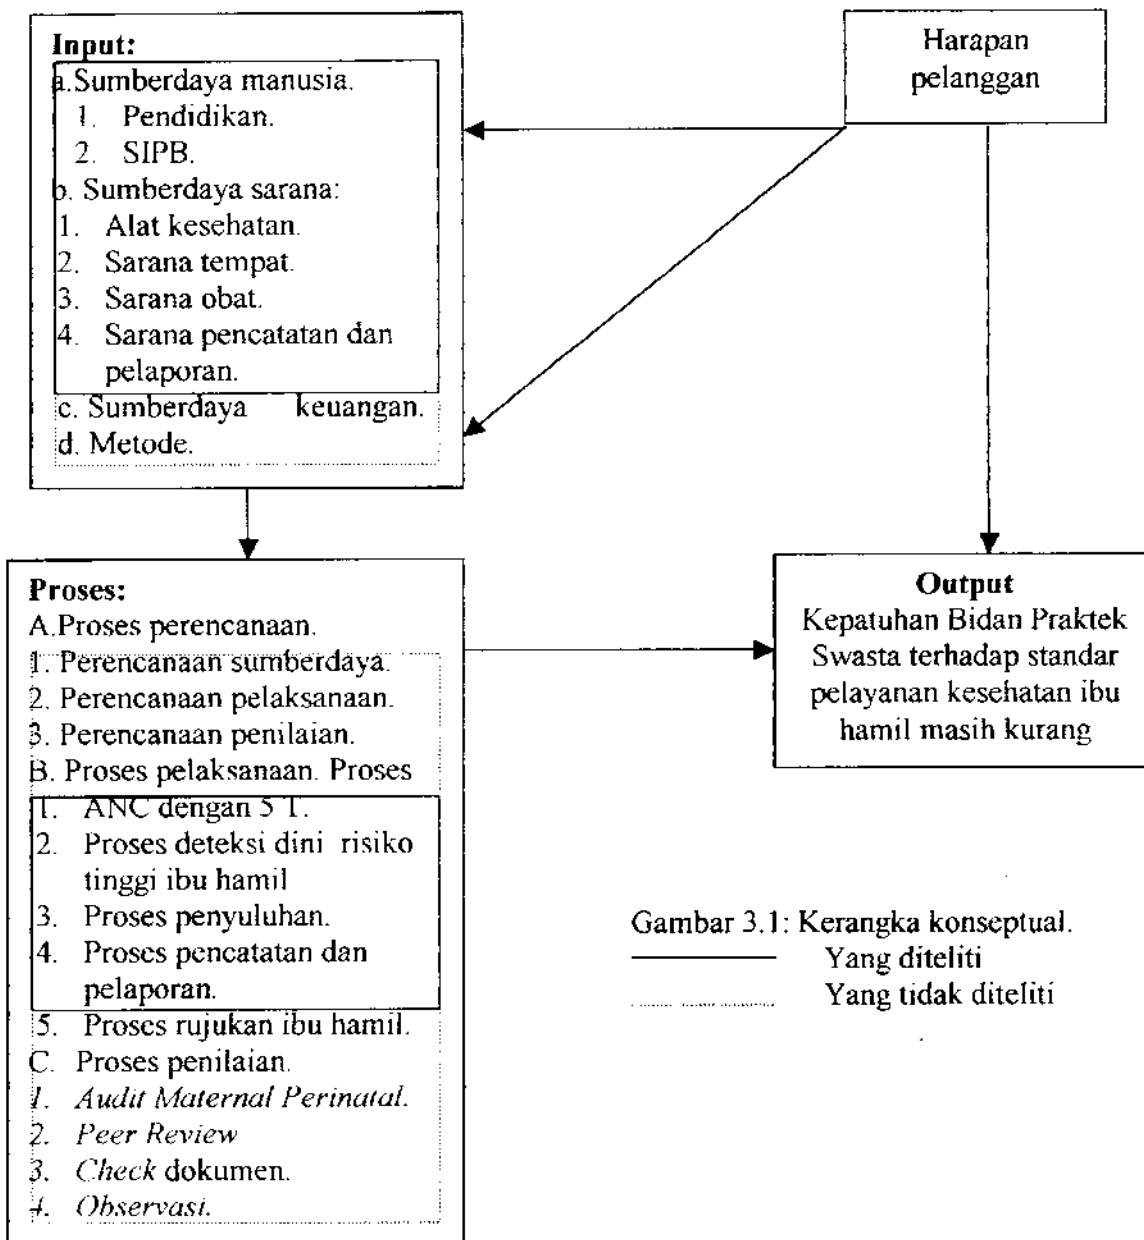 Input:
a.Sumberdaya manusia.
1. Pendidikan.
2. SIPB.
b. Sumberdaya sarana:
1. Alat kesehatan.
2. Sarana tempat.
3. Sarana obat.
4. Sarana pencatatan dan
pelaporan.
c. Sumberdaya keuangan.
d. Metode.
Harapan
pelanggan
Proses:
A.Proses perencanaan.
1. Perencanaan sumberdaya.
2. Perencanaan pelaksanaan.
3. Perencanaan penilaian.
B. Proses pelaksanaan. Proses
1. ANC dengan 5 T.
2. Proses deteksi dini risiko
tinggi ibu hamil
3. Proses penyuluhan.
4. Proses pencatatan dan
pelaporan.
5. Proses rujukan ibu hamil.
C. Proses penilaian.
1. Audit Maternal Perinatal.
2. Peer Review
3. Check dokumen.
4. Observasi.
Output
Kepatuhan Bidan Praktek
Swasta terhadap standar
pelayanan kesehatan ibu
hamil masih kurang
Gambar 3.1: Kerangka konseptual.
Yang diteliti
Yang tidak diteliti